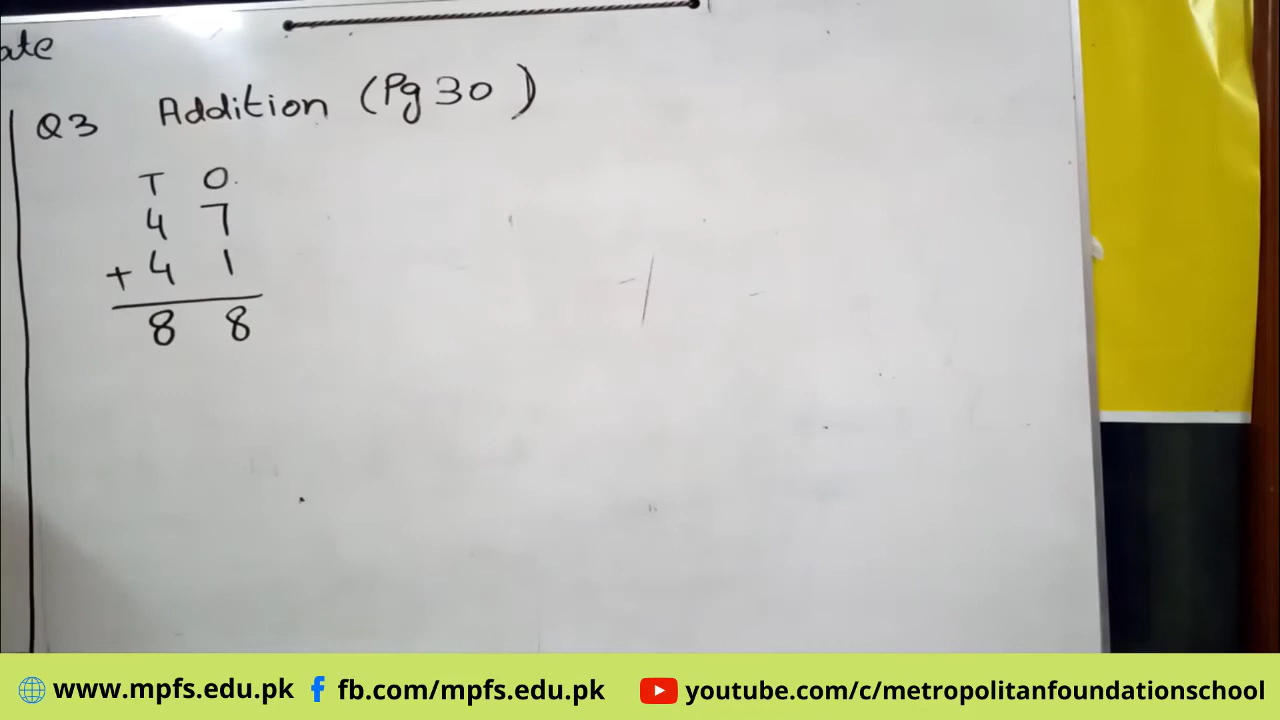 ate
Q3 Addition (Pg 30)
T O
4 7
+ 4 1
8 8
www.mpfs.edu.pk fb.com/mpfs.edu.pk youtube.com/c/metropolitanfoundationschool